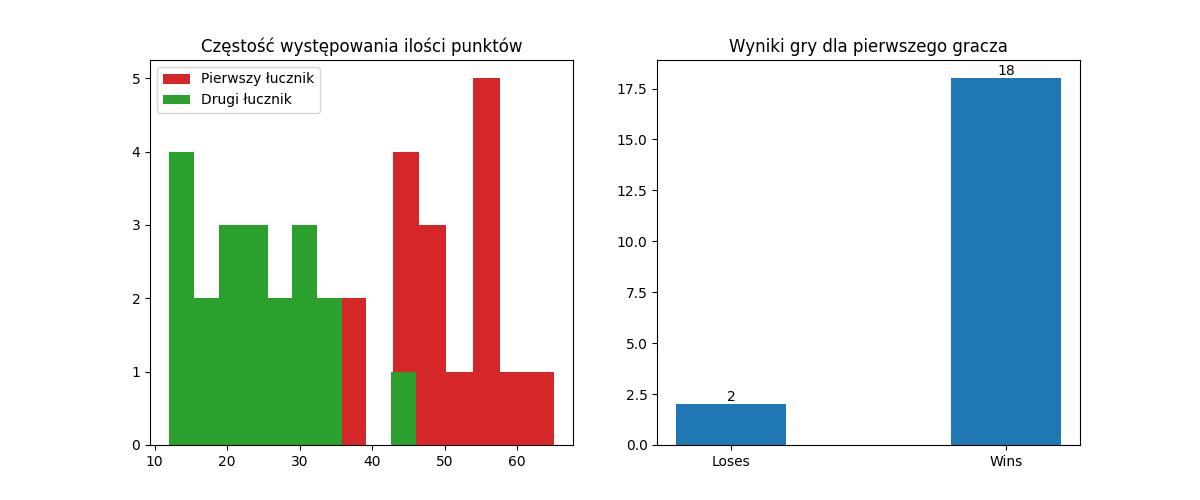 Częstość występowania ilości punktów
Pierwszy łucznik
Drugi łucznik
5
4
3
2
1
0
10 20 30 40 50 60
Wyniki gry dla pierwszego gracza
17.5
15.0
12.5
10.0
7.5
5.0
2.5
0.0
2
18
Loses Wins